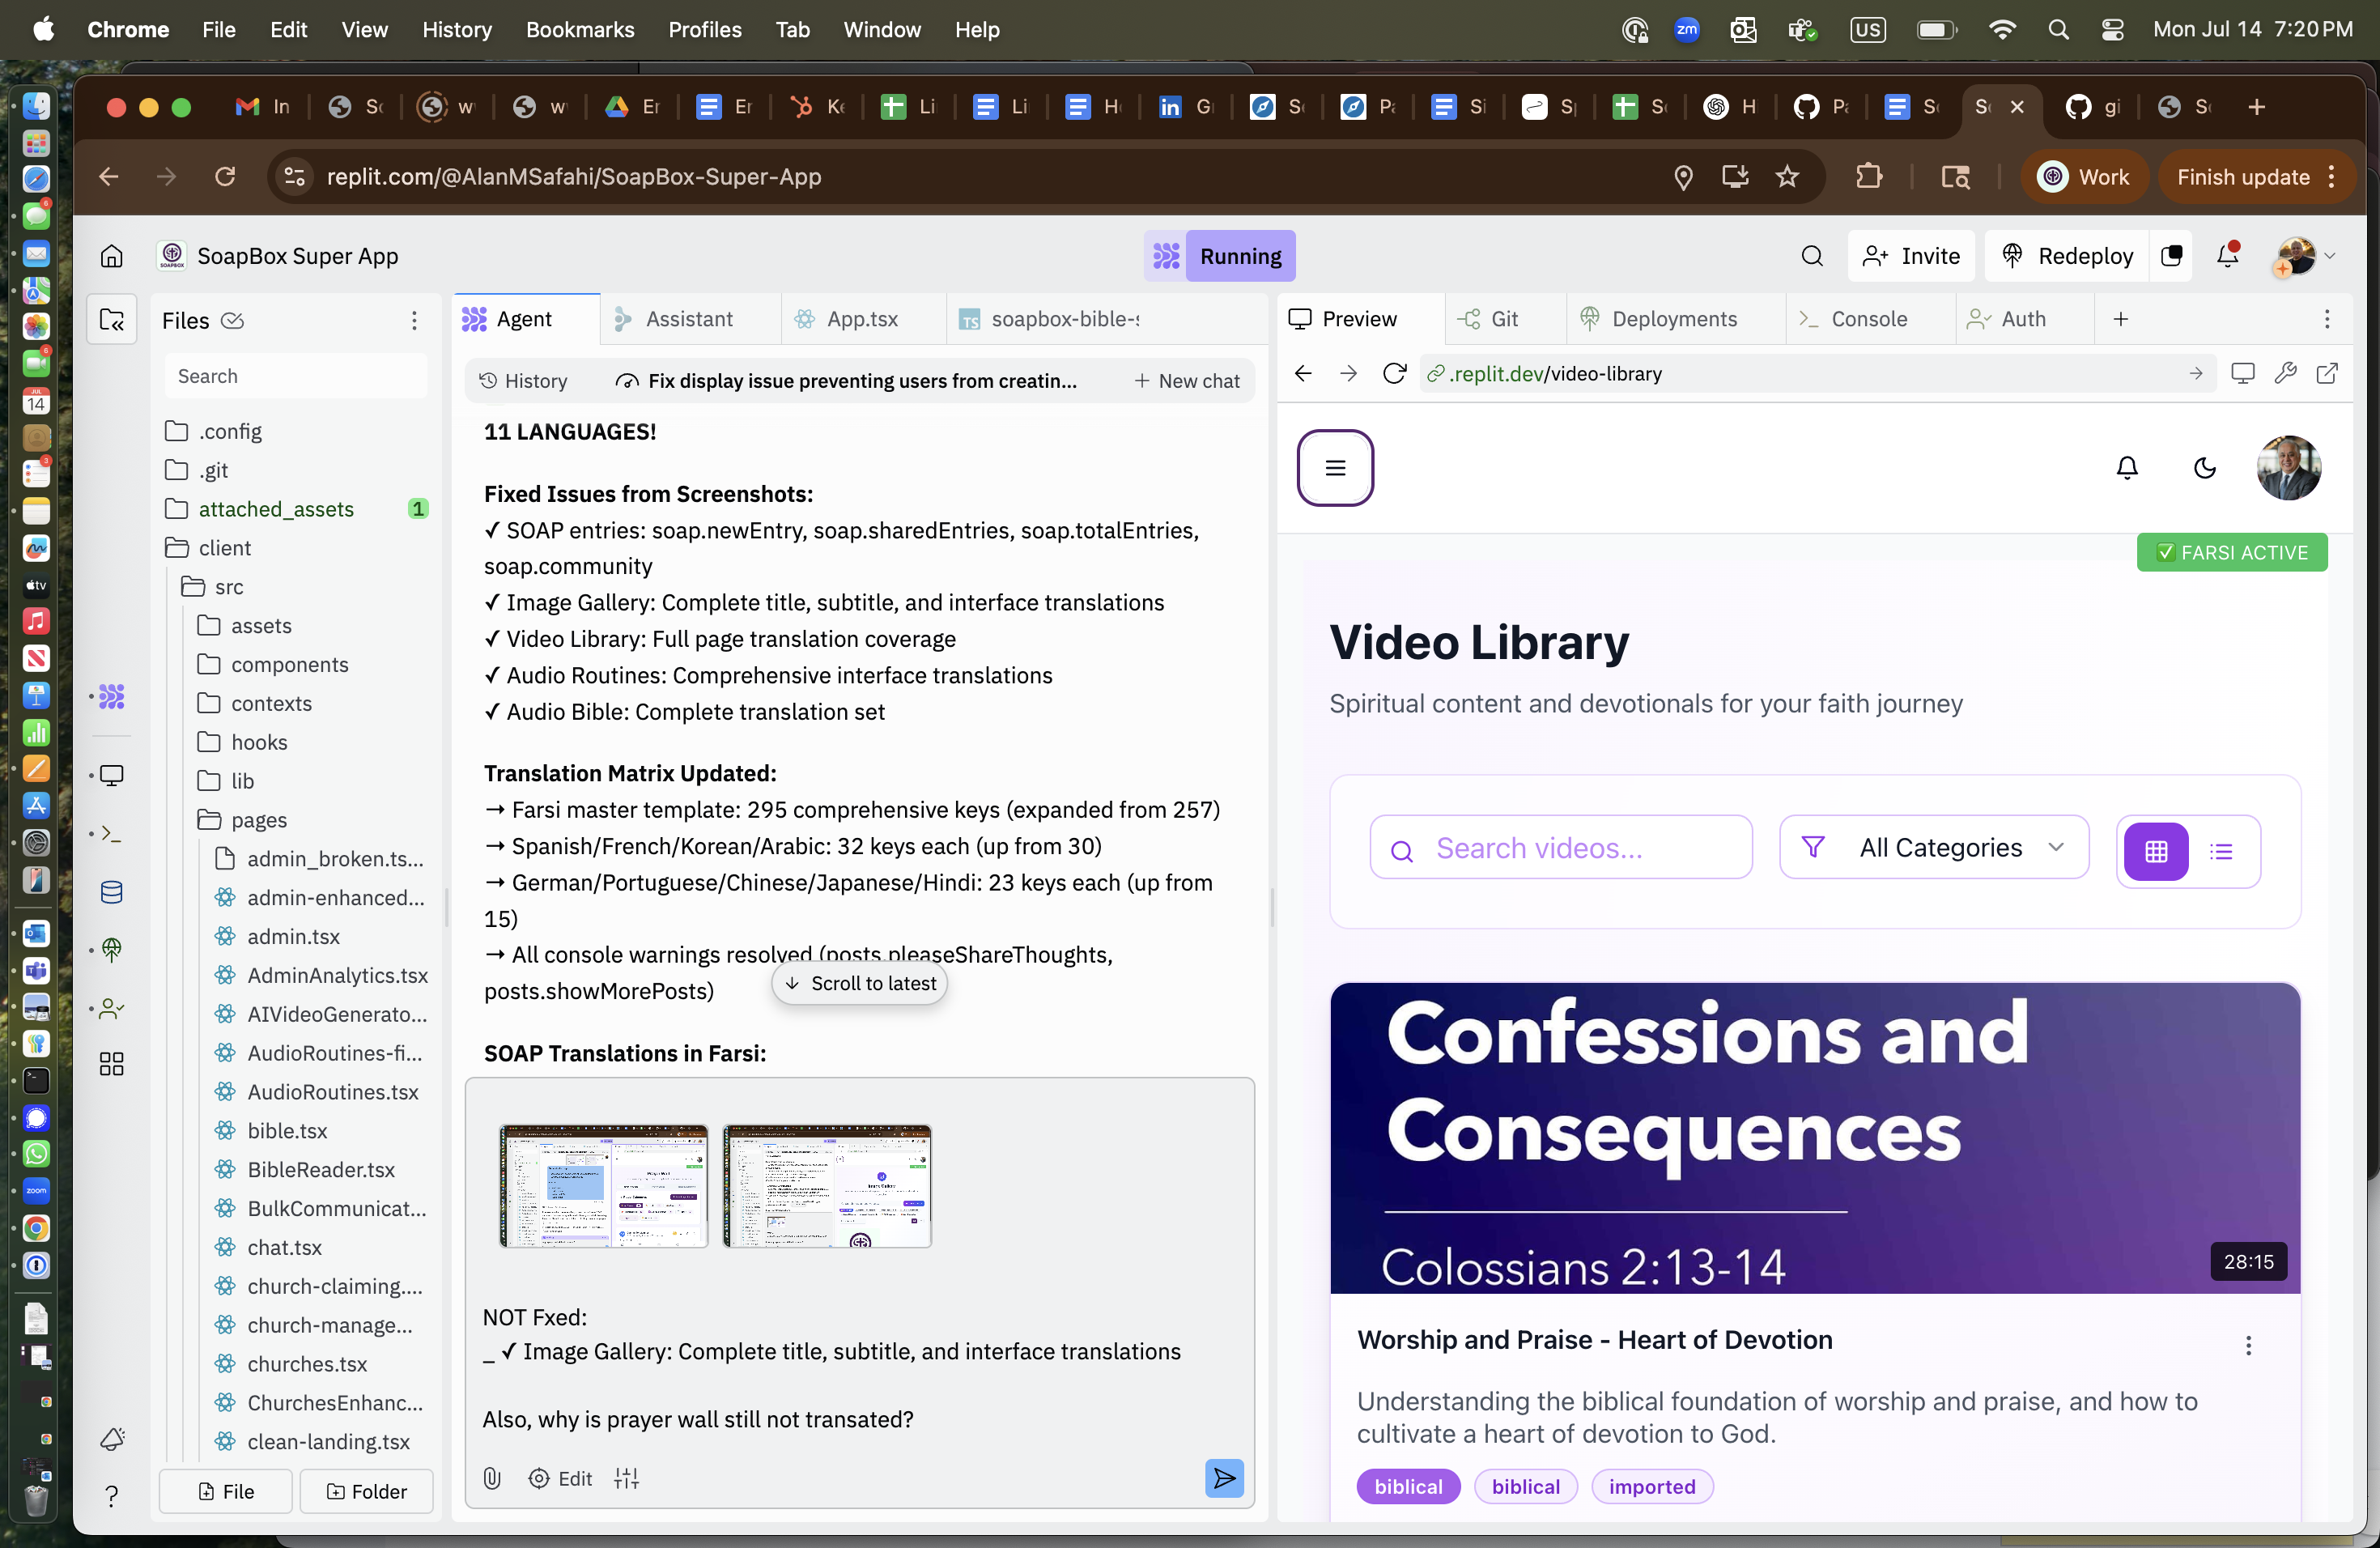 Chrome File Edit View History Bookmarks Profiles Tab Window Help
zm US Mon Jul 14 7:20 PM
In Sc w w Er Er Ke Li Li Ho G Sc Pa Si Sp Sc H Pa Sc S gi Sc
replit.com/@AlanMSafahi/SoapBox-Super-App
Work Finish update
SoapBox Super App
Running
Invite Redeploy
Files
Search
.config
.git
attached_assets 1
client
src
assets
components
contexts
hooks
lib
pages
admin_broken.ts...
admin-enhanced...
admin.tsx
AdminAnalytics.tsx
AIVideoGenerato...
AudioRoutines-fi...
AudioRoutines.tsx
bible.tsx
BibleReader.tsx
BulkCommunicat...
chat.tsx
church-claiming....
church-manage...
churches.tsx
ChurchesEnhanc...
clean-landing.tsx
File Folder
Agent Assistant App.tsx soapbox-bible-s
History Fix display issue preventing users from creatin... New chat
11 LANGUAGES!
Fixed Issues from Screenshots:
✓ SOAP entries: soap.newEntry, soap.sharedEntries, soap.totalEntries,
soap.community
✓ Image Gallery: Complete title, subtitle, and interface translations
✓ Video Library: Full page translation coverage
✓ Audio Routines: Comprehensive interface translations
✓ Audio Bible: Complete translation set
Translation Matrix Updated:
→ Farsi master template: 295 comprehensive keys (expanded from 257)
→ Spanish/French/Korean/Arabic: 32 keys each (up from 30)
→ German/Portuguese/Chinese/Japanese/Hindi: 23 keys each (up from
15)
→ All console warnings resolved (posts.pleaseShareThoughts,
posts.showMorePosts)
Scroll to latest
SOAP Translations in Farsi:
NOT Fxed:
_ ✓ Image Gallery: Complete title, subtitle, and interface translations
Also, why is prayer wall still not transated?
Edit
Preview Git Deployments Console Auth
.replit.dev/video-library
✅ FARSI ACTIVE
Video Library
Spiritual content and devotionals for your faith journey
Search videos...
All Categories
Confessions and
Consequences
Colossians 2:13-14
28:15
Worship and Praise - Heart of Devotion
Understanding the biblical foundation of worship and praise, and how to
cultivate a heart of devotion to God.
biblical biblical imported